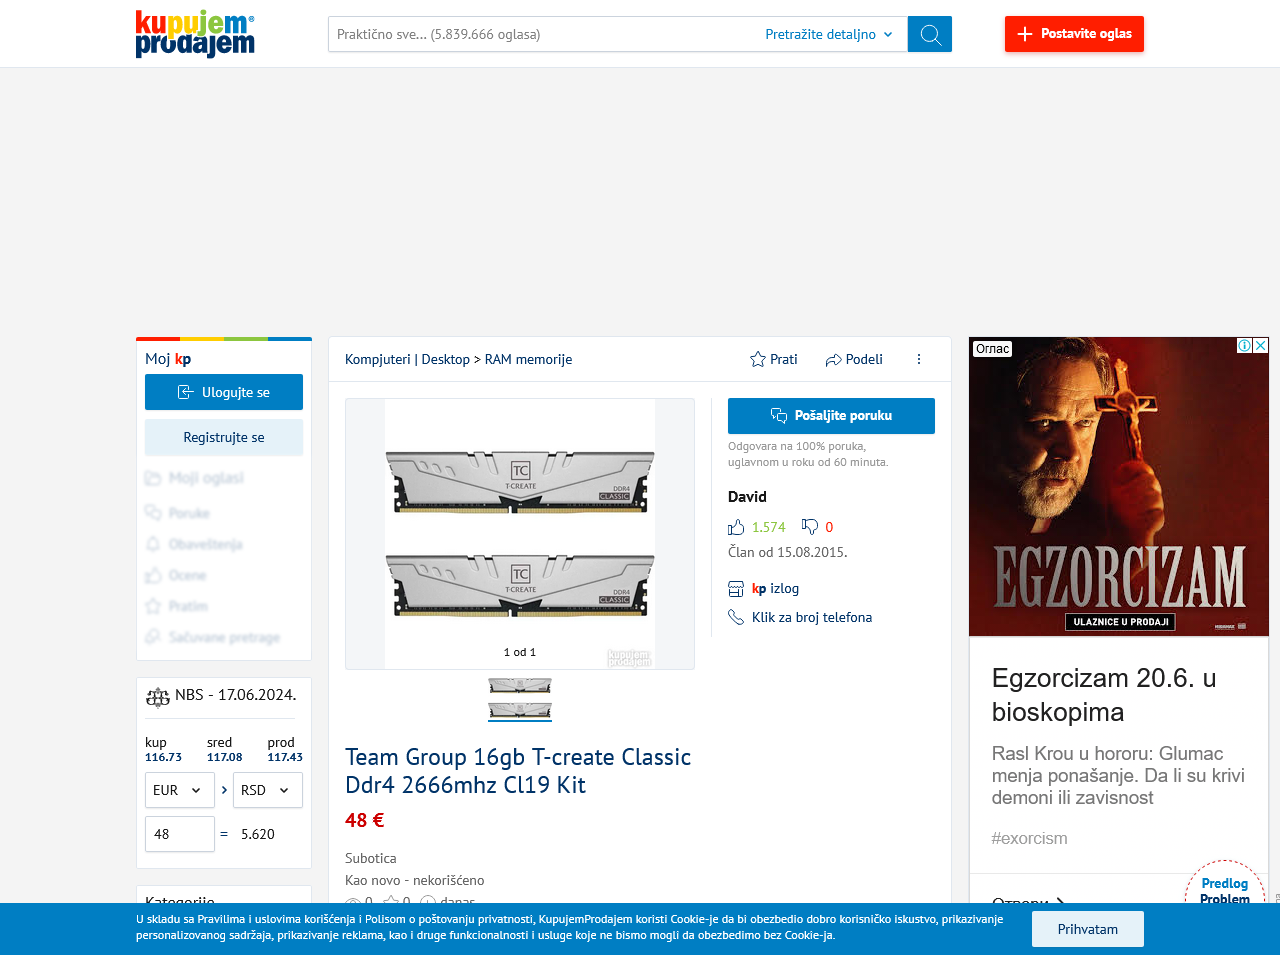 kupujem®
prodajem
Praktično sve... (5.839.666 oglasa)
Pretražite detaljno
Postavite oglas
Moj kp
Ulogujte se
Registrujte se
Moji oglasi
Poruke
Obaveštenja
Ocene
Pratim
Sačuvane pretrage
NBS - 17.06.2024.
kup sred prod
116.73 117.08 117.43
EUR RSD
48 = 5.620
Kategorije
Kompjuteri | Desktop > RAM memorije
Prati
Podeli
TC
T-CREATE
DDR4
CLASSIC
TC
T-CREATE
DDR4
CLASSIC
1 od 1
kupujem
prodajem
Team Group 16gb T-create Classic
Ddr4 2666mhz Cl19 Kit
48 €
Subotica
Kao novo - nekorišćeno
0 0 danas
Pošaljite poruku
Odgovara na 100% poruka,
uglavnom u roku od 60 minuta.
David
1.574 0
Član od 15.08.2015.
kp izlog
Klik za broj telefona
Оглас
EGZORCIZAM
ULAZNICE U PRODAJI
Egzorcizam 20.6. u
bioskopima
Rasl Krou u hororu: Glumac
menja ponašanje. Da li su krivi
demoni ili zavisnost
#exorcism
Отвори
Predlog
Problem
U skladu sa Pravilima i uslovima korišćenja i Polisom o poštovanju privatnosti, KupujemProdajem koristi Cookie-je da bi obezbedio dobro korisničko iskustvo, prikazivanje
personalizovanog sadržaja, prikazivanje reklama, kao i druge funkcionalnosti i usluge koje ne bismo mogli da obezbedimo bez Cookie-ja.
Prihvatam